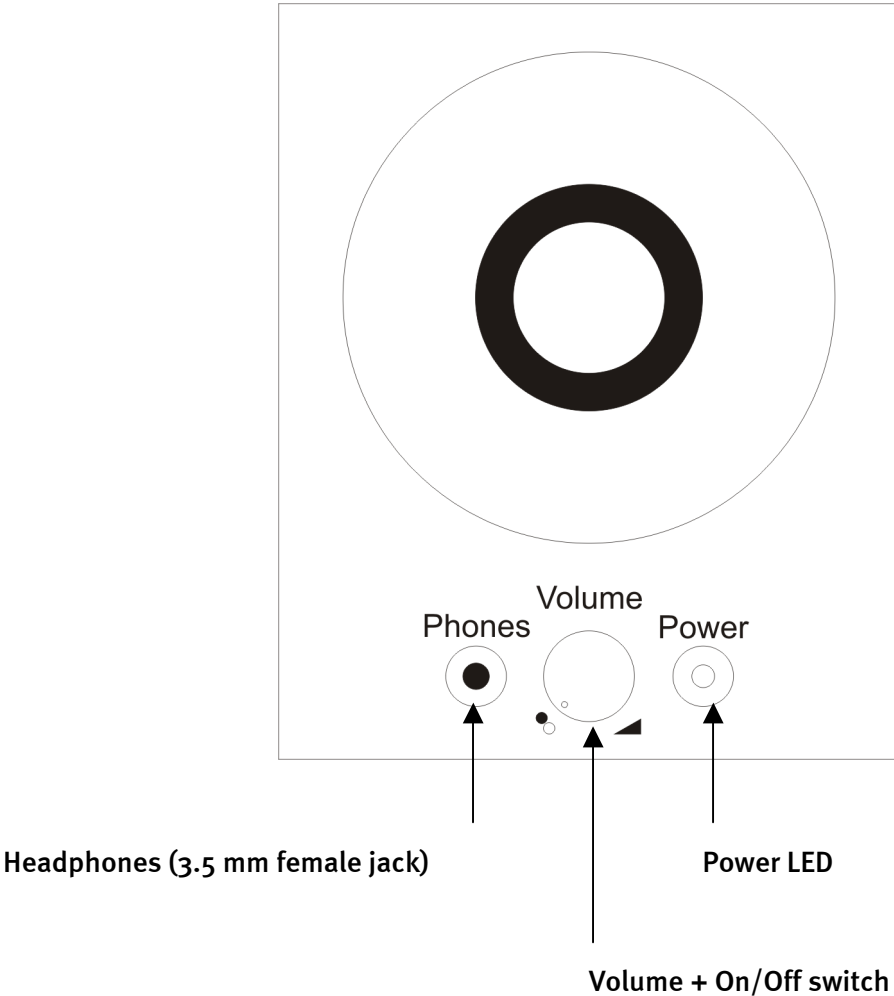 Volume
Phones
Power
Headphones (3.5 mm female jack)
Power LED
Volume + On/Off switch